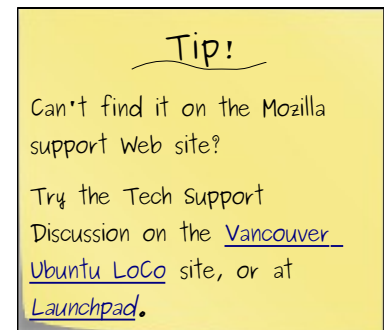 Tip!
Can't find it on the Mozilla
support Web site?
Try the Tech Support
Discussion on the Vancouver
Ubuntu LoCo site, or at
Launchpad.